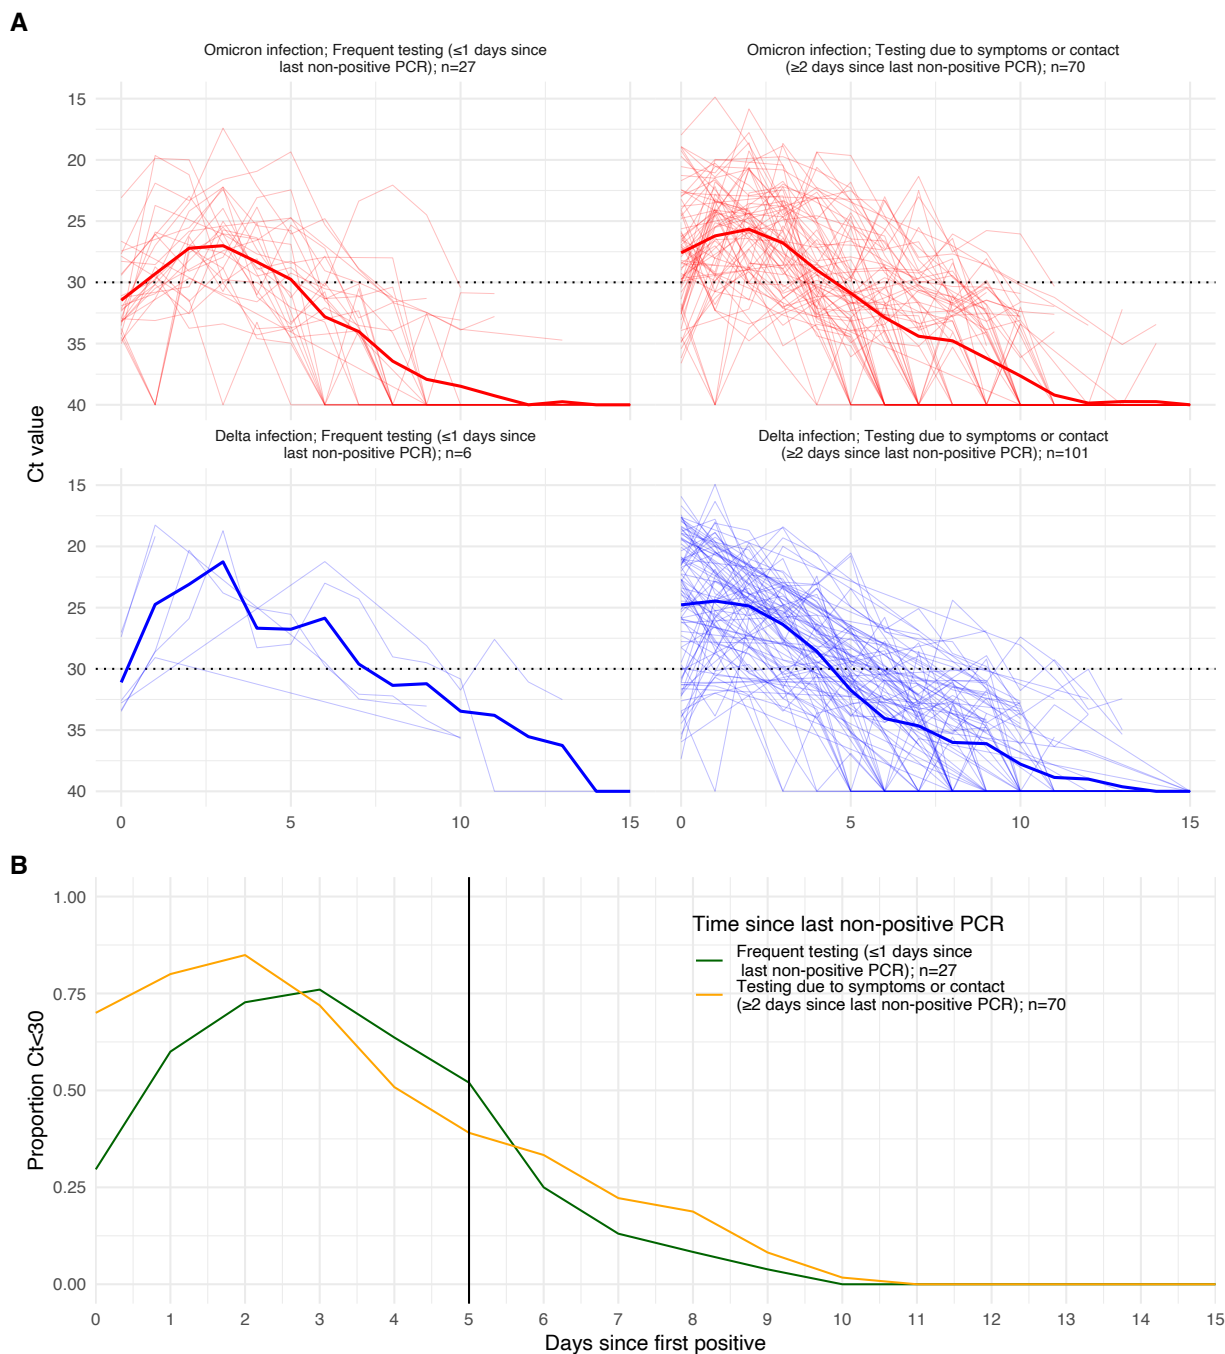 A
Omicron infection; Frequent testing (≤1 days since
last non-positive PCR); n=27
Omicron infection; Testing due to symptoms or contact
(≥2 days since last non-positive PCR); n=70
15
20
25
30
35
40
Ct value
Delta infection; Frequent testing (≤1 days since
last non-positive PCR); n=6
Delta infection; Testing due to symptoms or contact
(≥2 days since last non-positive PCR); n=101
15
20
25
30
35
40
0 5 10 15
0 5 10 15
B
1.00
0.75
0.50
0.25
0.00
Proportion Ct<30
Time since last non-positive PCR
Frequent testing (≤1 days since
last non-positive PCR); n=27
Testing due to symptoms or contact
(≥2 days since last non-positive PCR); n=70
0 1 2 3 4 5 6 7 8 9 10 11 12 13 14 15
Days since first positive